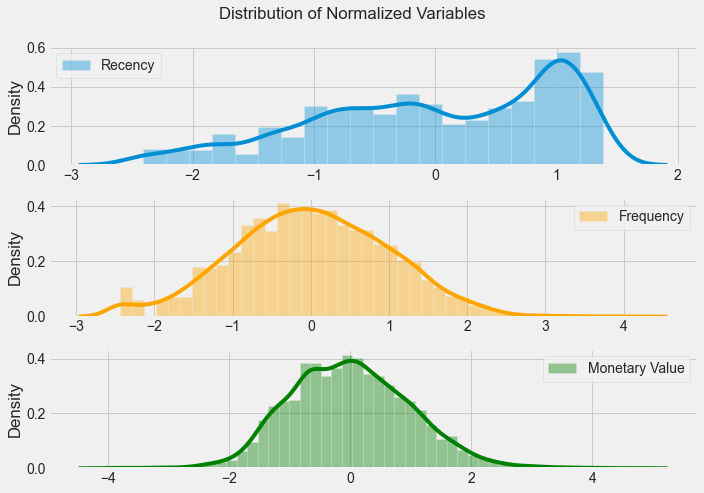 Distribution of Normalized Variables
Density
0.6
0.4
0.2
0.0
Recency
−3 −2 −1 0 1 2
Density
0.4
0.2
0.0
Frequency
−3 −2 −1 0 1 2 3 4
Density
0.4
0.2
0.0
Monetary Value
−4 −2 0 2 4